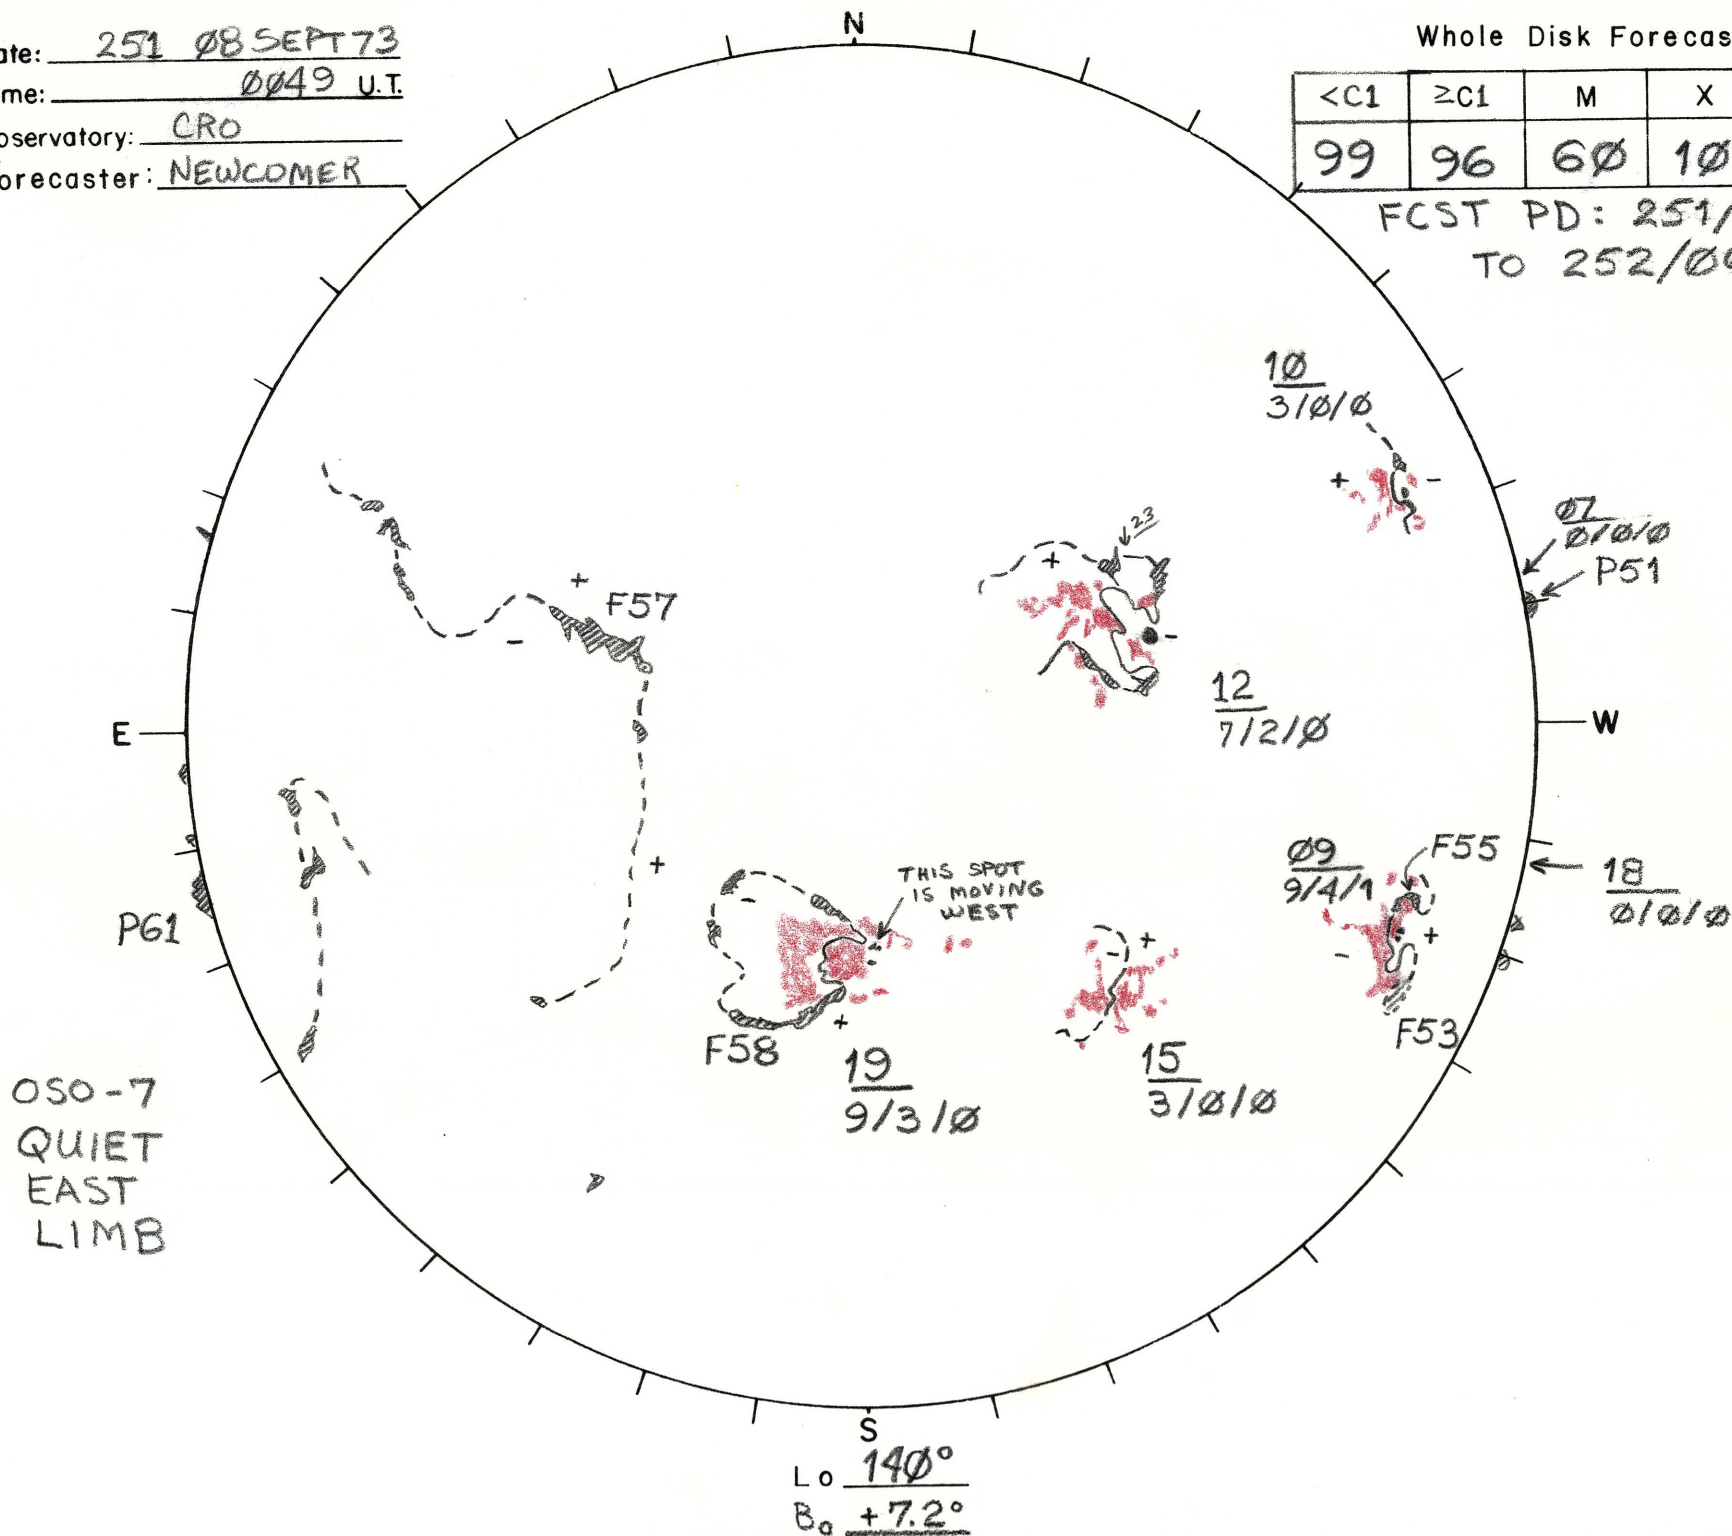 ate: 251 Ø8 SEPT 73
me: ØØ49 U.T.
oservatory: CRO
orecaster: NEWCOMER
N
Whole Disk Forecas
<C1 ≥C1 M X
99 96 6Ø 1Ø
FCST PD: 251/
TO 252/ØØ
1Ø
3/Ø/Ø
+ -
Ø7
Ø/Ø/Ø
P51
23
+
-
12
7/2/Ø
+
F57
-
E
W
+
P61
-
THIS SPOT
IS MOVING
WEST
F58
+
19
9/3/Ø
+
-
15
3/Ø/Ø
Ø9
9/4/1
F55
- +
F53
18
Ø/Ø/Ø
OSO-7
QUIET
EAST
LIMB
S
Lo 14Ø°
Bo +7.2°